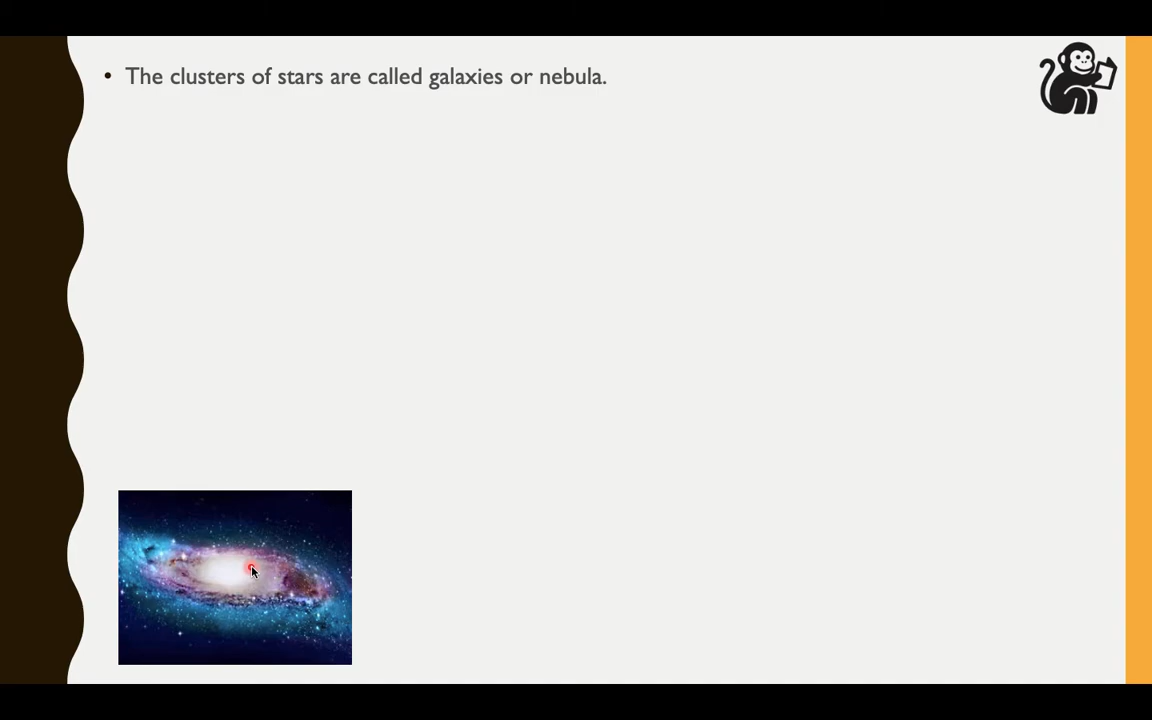 • The clusters of stars are called galaxies or nebula.